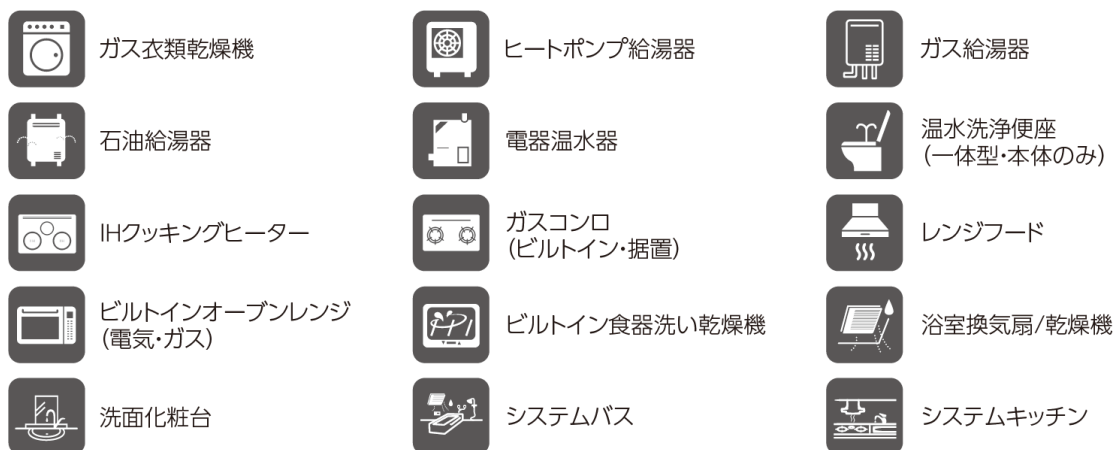 ガス衣類乾燥機
ヒートポンプ給湯器
ガス給湯器
石油給湯器
電器温水器
温水洗浄便座
(一体型・本体のみ)
IHクッキングヒーター
ガスコンロ
(ビルトイン・据置)
レンジフード
ビルトインオーブンレンジ
(電気・ガス)
ビルトイン食器洗い乾燥機
浴室換気扇/乾燥機
洗面化粧台
システムバス
システムキッチン